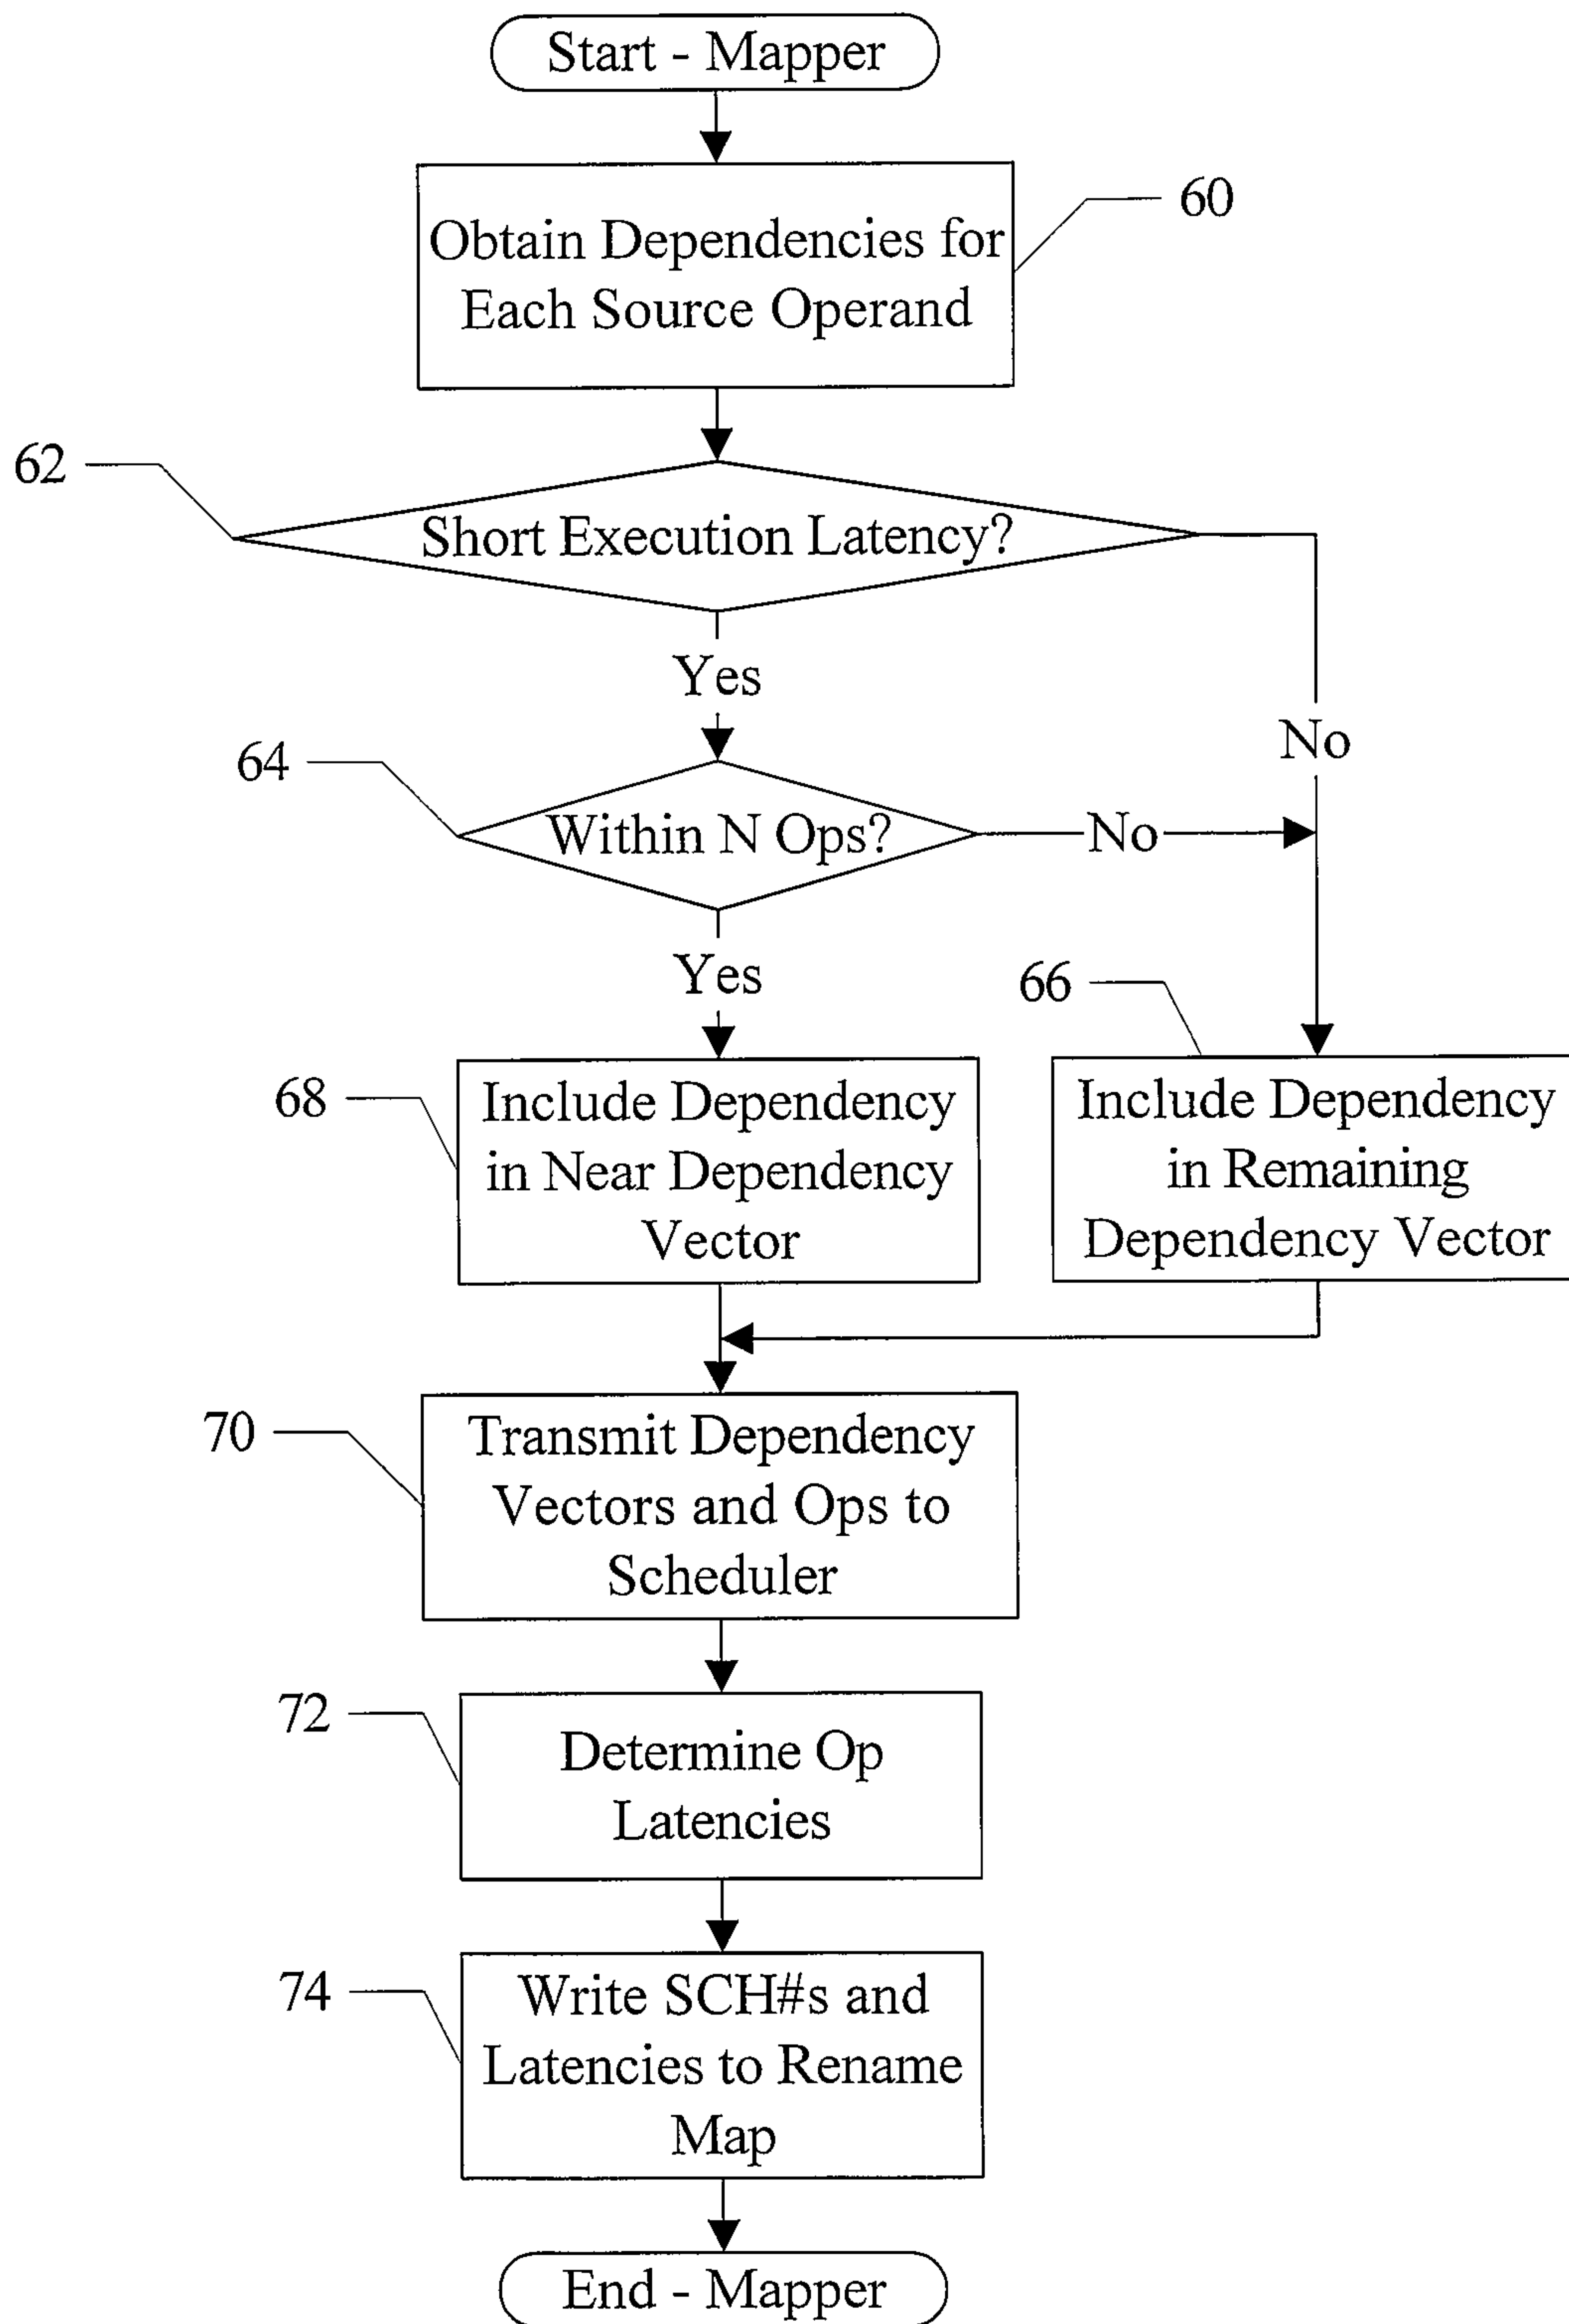 Start - Mapper
60
Obtain Dependencies for
Each Source Operand
62
Short Execution Latency?
Yes
No
64
Within N Ops?
No
Yes
66
68
Include Dependency
in Near Dependency
Vector
Include Dependency
in Remaining
Dependency Vector
70
Transmit Dependency
Vectors and Ops to
Scheduler
72
Determine Op
Latencies
74
Write SCH#s and
Latencies to Rename
Map
End - Mapper